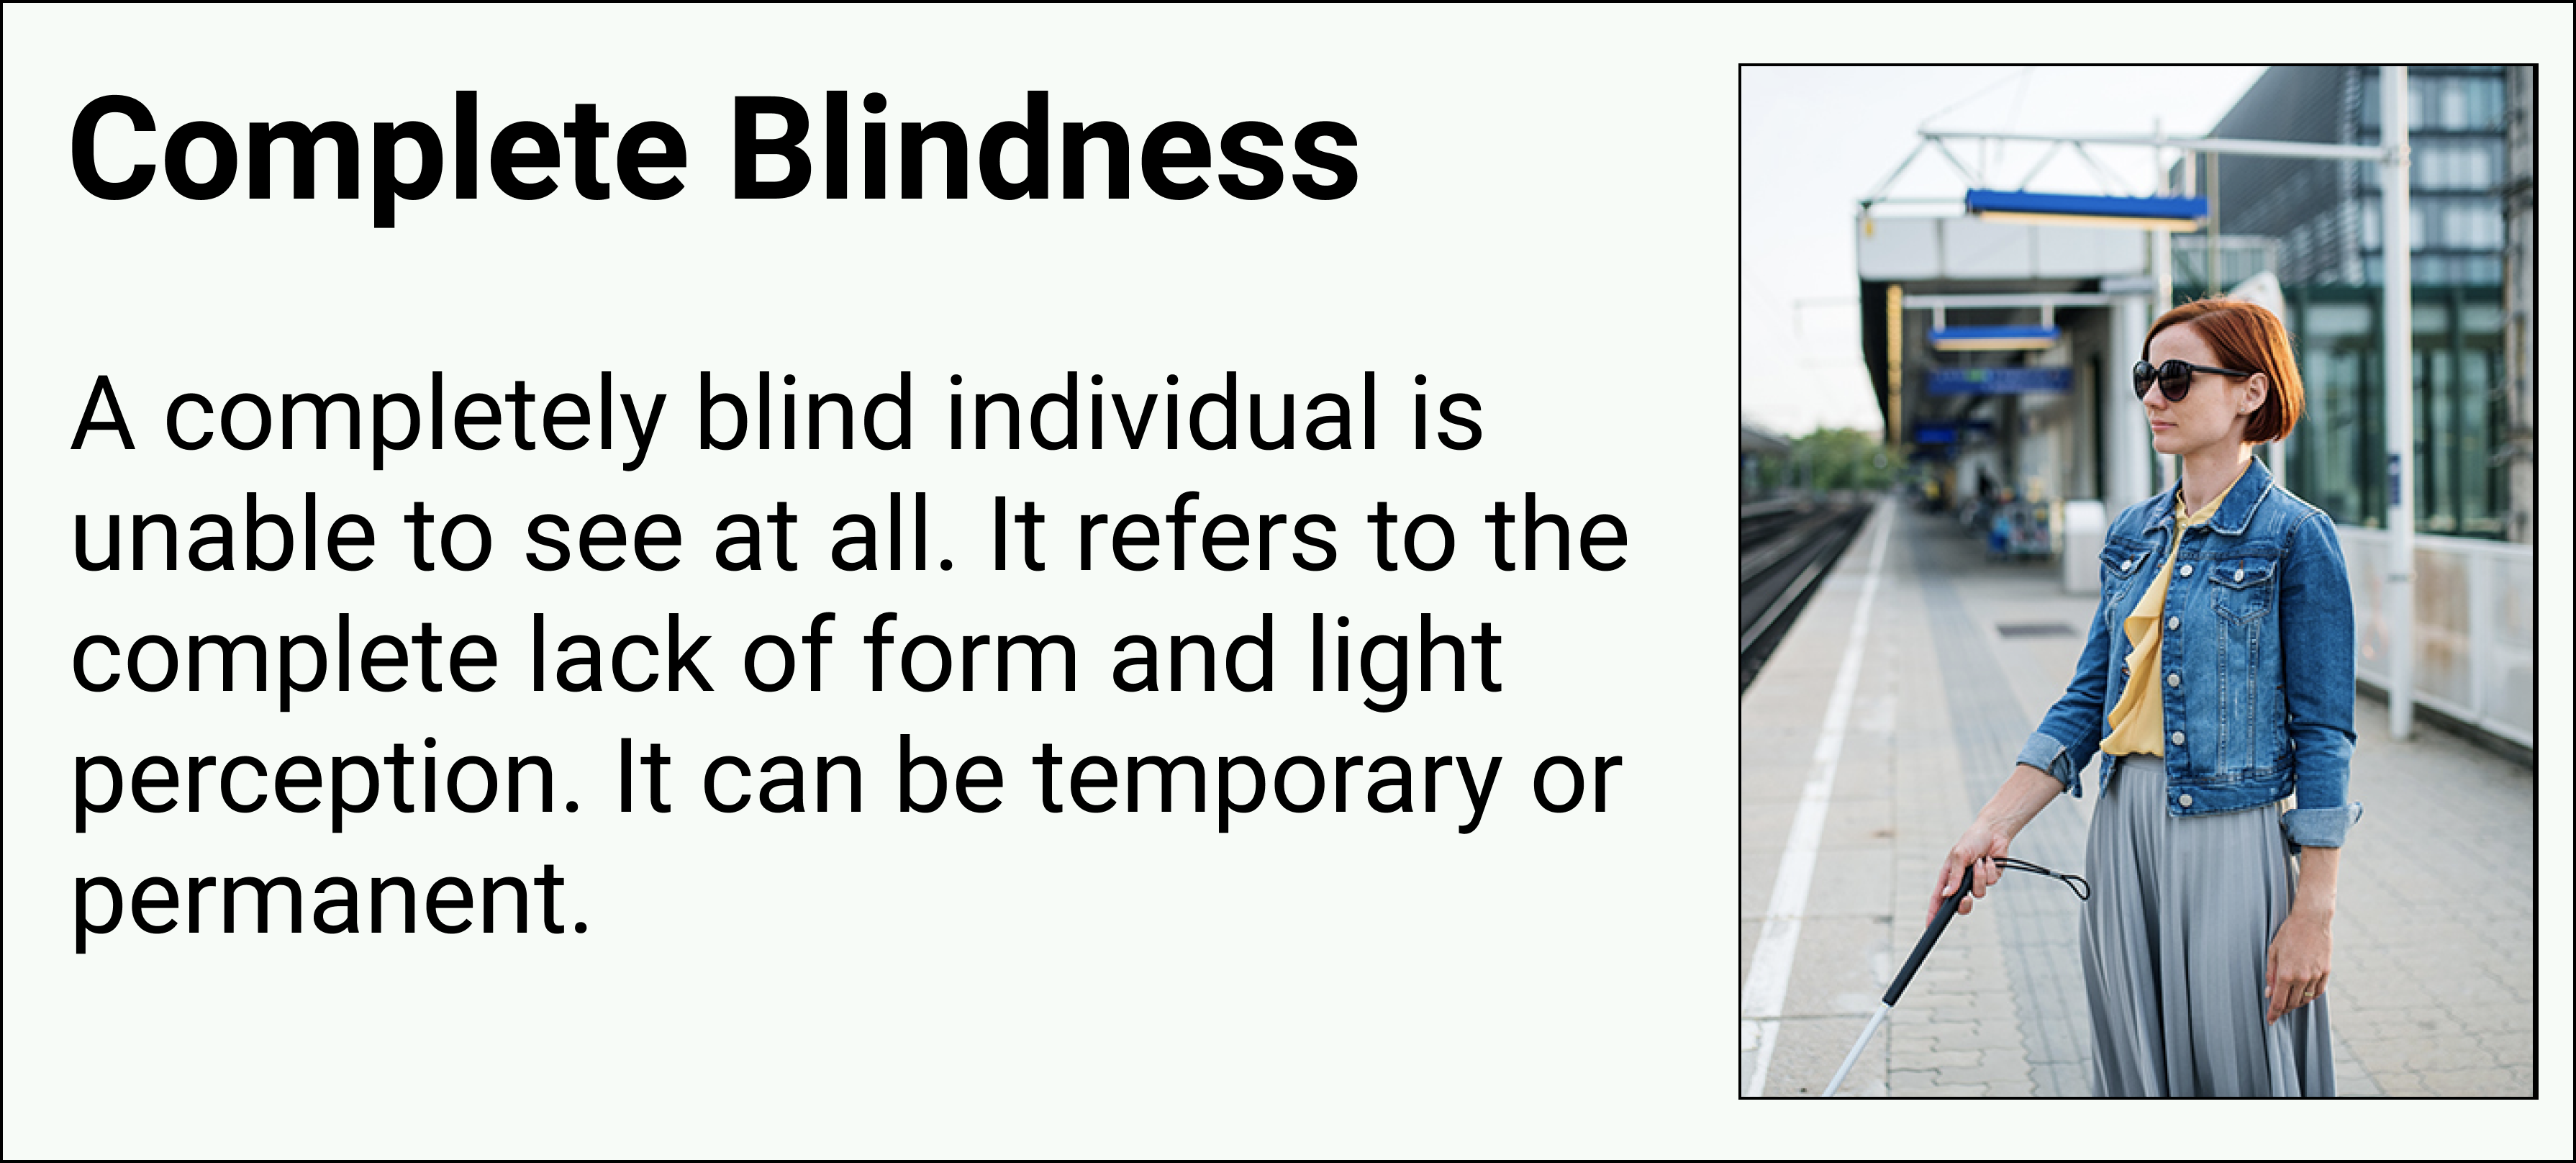 Complete Blindness
A completely blind individual is
unable to see at all. It refers to the
complete lack of form and light
perception. It can be temporary or
permanent.